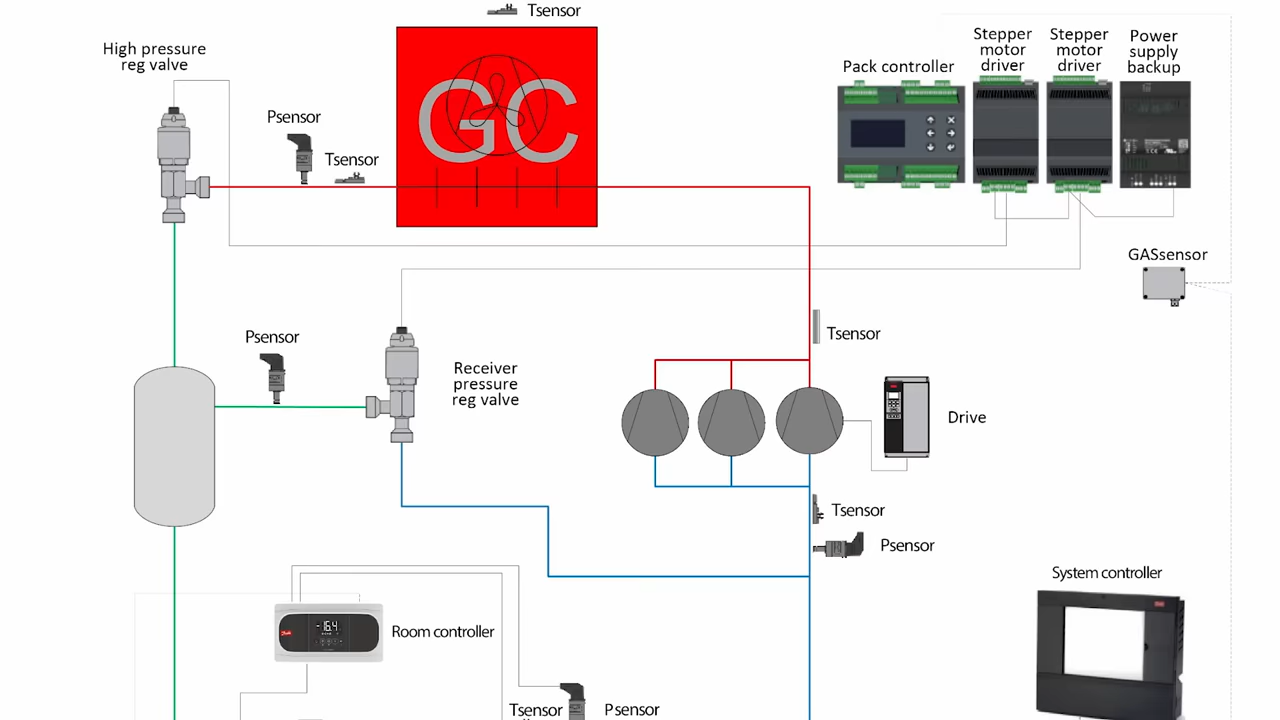 Tsensor
High pressure
reg valve
GC
Psensor
Tsensor
Pack controller
Stepper
motor
driver
Stepper
motor
driver
Power
supply
backup
GASsensor
Tsensor
Psensor
Receiver
pressure
reg valve
Drive
Tsensor
Psensor
System controller
Danfoss
-16.4
Room controller
Tsensor
Psensor